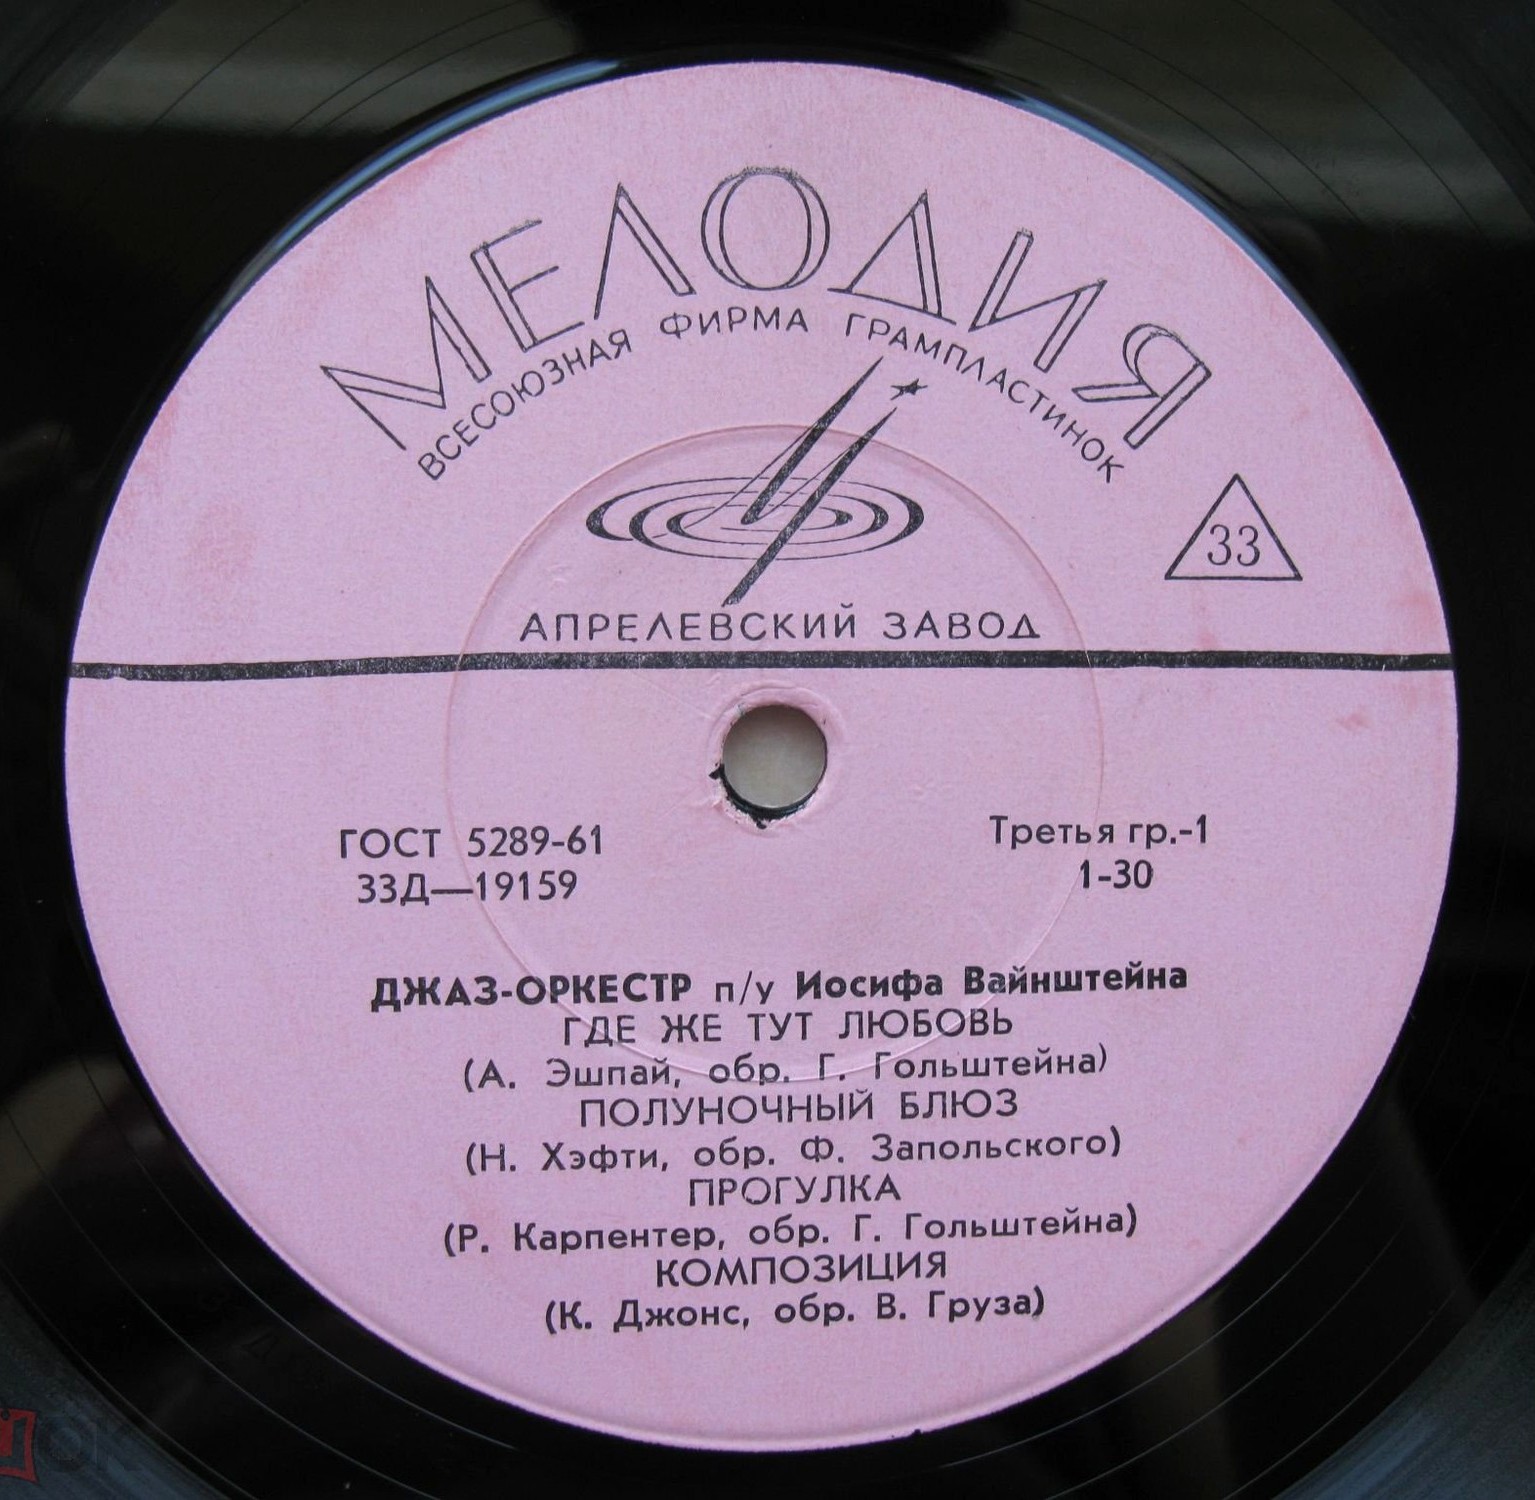 МЕЛОДИЯ
ВСЕСОЮЗНАЯ ФИРМА ГРАМПЛАСТИНОК
33
АПРЕЛЕВСКИЙ ЗАВОД
ГОСТ 5289-61
Третья гр.-1
33Д—19159
1-30
ДЖАЗ-ОРКЕСТР п/у Иосифа Вайнштейна
ГДЕ ЖЕ ТУТ ЛЮБОВЬ
(А. Эшпай, обр. Г. Гольштейна)
ПОЛУНОЧНЫЙ БЛЮЗ
(Н. Хэфти, обр. Ф. Запольского)
ПРОГУЛКА
(Р. Карпентер, обр. Г. Гольштейна)
КОМПОЗИЦИЯ
(К. Джонс, обр. В. Груза)